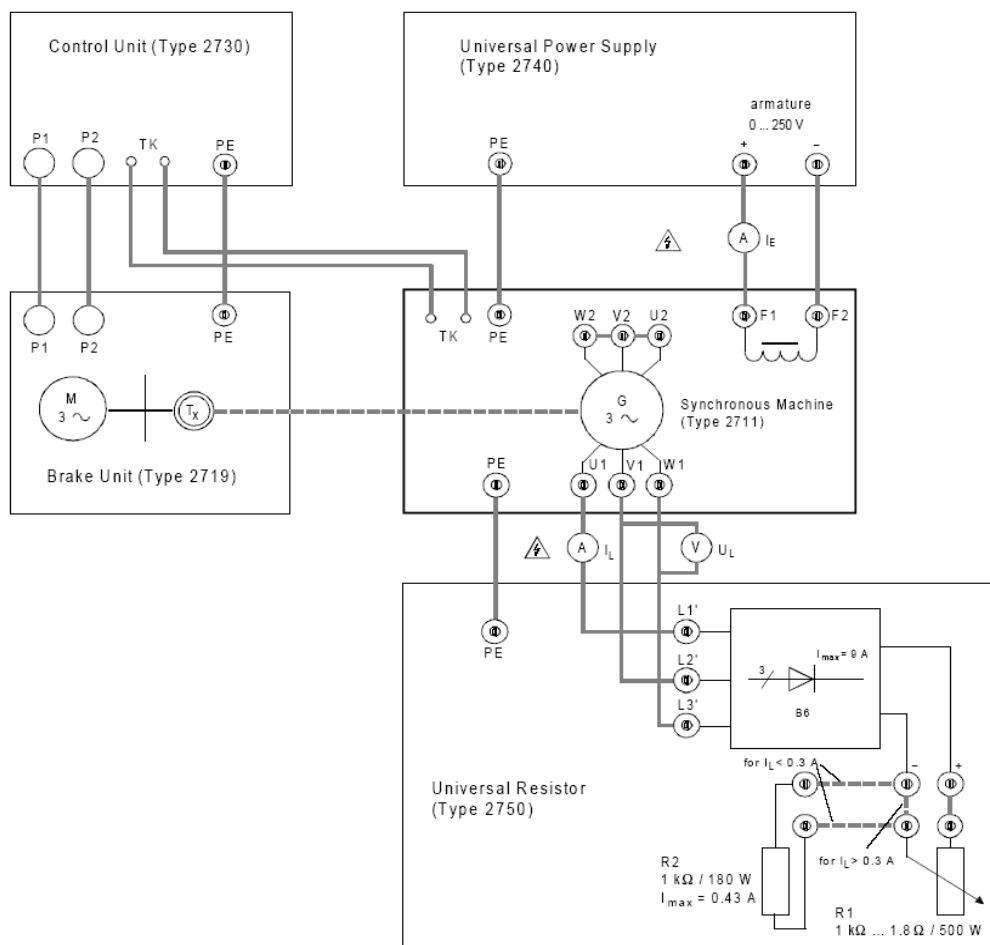 Control Unit (Type 2730)
P1
P2
TK
PE
Universal Power Supply
(Type 2740)
armature
0 ... 250 V
PE
+
−
A
I_E
P1
P2
PE
M
3 ~
T_X
Brake Unit (Type 2719)
TK
PE
W2
V2
U2
F1
F2
G
3 ~
Synchronous Machine
(Type 2711)
PE
U1
V1
W1
A
I_L
V
U_L
PE
L1'
L2'
L3'
3
I_max = 9 A
B6
Universal Resistor
(Type 2750)
for I_L < 0.3 A
−
+
for I_L > 0.3 A
R2
1 kΩ / 180 W
I_max = 0.43 A
R1
1 kΩ ... 1.8 Ω / 500 W